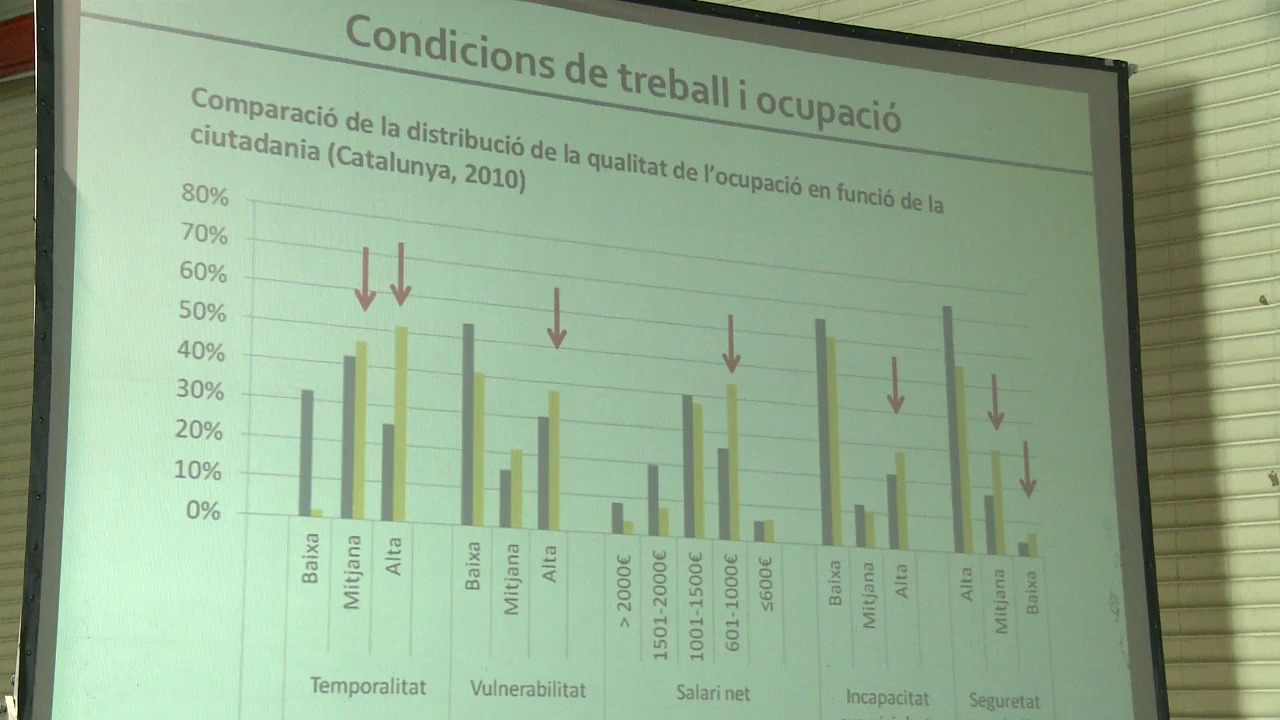 Condicions de treball i ocupació
Comparació de la distribució de la qualitat de l'ocupació en funció de la
ciutadania (Catalunya, 2010)
80%
70%
60%
50%
40%
30%
20%
10%
0%
Baixa
Mitjana
Alta
Baixa
Mitjana
Alta
> 2000€
1501-2000€
1001-1500€
601-1000€
≤600€
Baixa
Mitjana
Alta
Alta
Mitjana
Baixa
Temporalitat
Vulnerabilitat
Salari net
Incapacitat
Seguretat